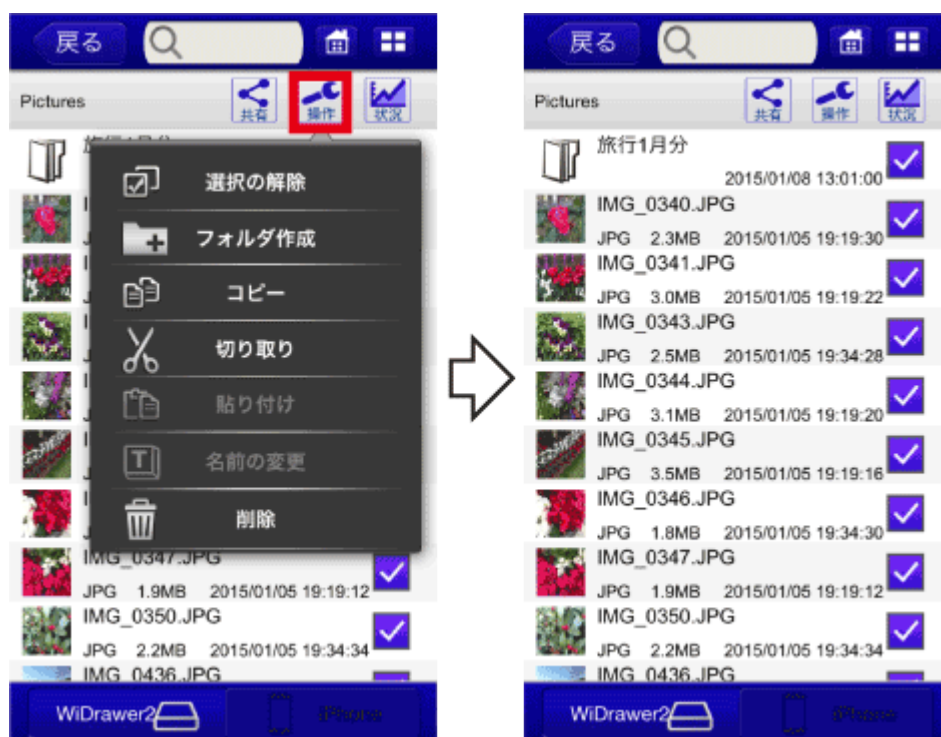 戻る
Pictures
共有
操作
状況
選択の解除
フォルダ作成
コピー
切り取り
貼り付け
名前の変更
削除
IMG_0347.JPG
JPG 1.9MB 2015/01/05 19:19:12
IMG_0350.JPG
JPG 2.2MB 2015/01/05 19:34:34
IMG_0436.JPG
WiDrawer2
iPhone
戻る
Pictures
共有
操作
状況
旅行1月分
2015/01/08 13:01:00
IMG_0340.JPG
JPG 2.3MB 2015/01/05 19:19:30
IMG_0341.JPG
JPG 3.0MB 2015/01/05 19:19:22
IMG_0343.JPG
JPG 2.5MB 2015/01/05 19:34:28
IMG_0344.JPG
JPG 3.1MB 2015/01/05 19:19:20
IMG_0345.JPG
JPG 3.5MB 2015/01/05 19:19:16
IMG_0346.JPG
JPG 1.8MB 2015/01/05 19:34:30
IMG_0347.JPG
JPG 1.9MB 2015/01/05 19:19:12
IMG_0350.JPG
JPG 2.2MB 2015/01/05 19:34:34
IMG_0436.JPG
WiDrawer2
iPhone